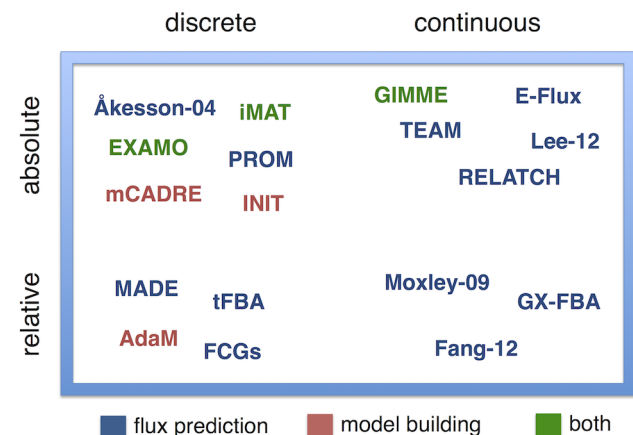 discrete continuous
absolute
Åkesson-04 iMAT GIMME E-Flux
EXAMO PROM TEAM Lee-12
mCADRE INIT RELATCH
relative
MADE tFBA Moxley-09 GX-FBA
AdaM FCGs Fang-12
flux prediction model building both